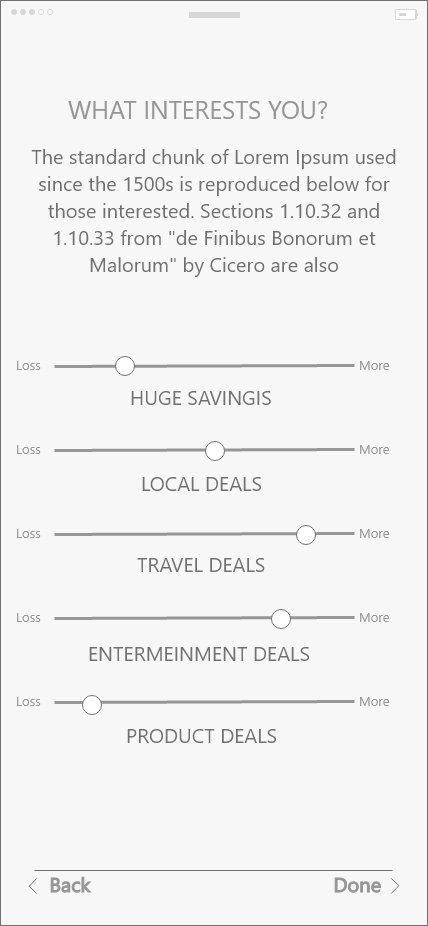 WHAT INTERESTS YOU?
The standard chunk of Lorem Ipsum used
since the 1500s is reproduced below for
those interested. Sections 1.10.32 and
1.10.33 from "de Finibus Bonorum et
Malorum" by Cicero are also
Loss More
HUGE SAVINGIS
Loss More
LOCAL DEALS
Loss More
TRAVEL DEALS
Loss More
ENTERMEINMENT DEALS
Loss More
PRODUCT DEALS
Back Done